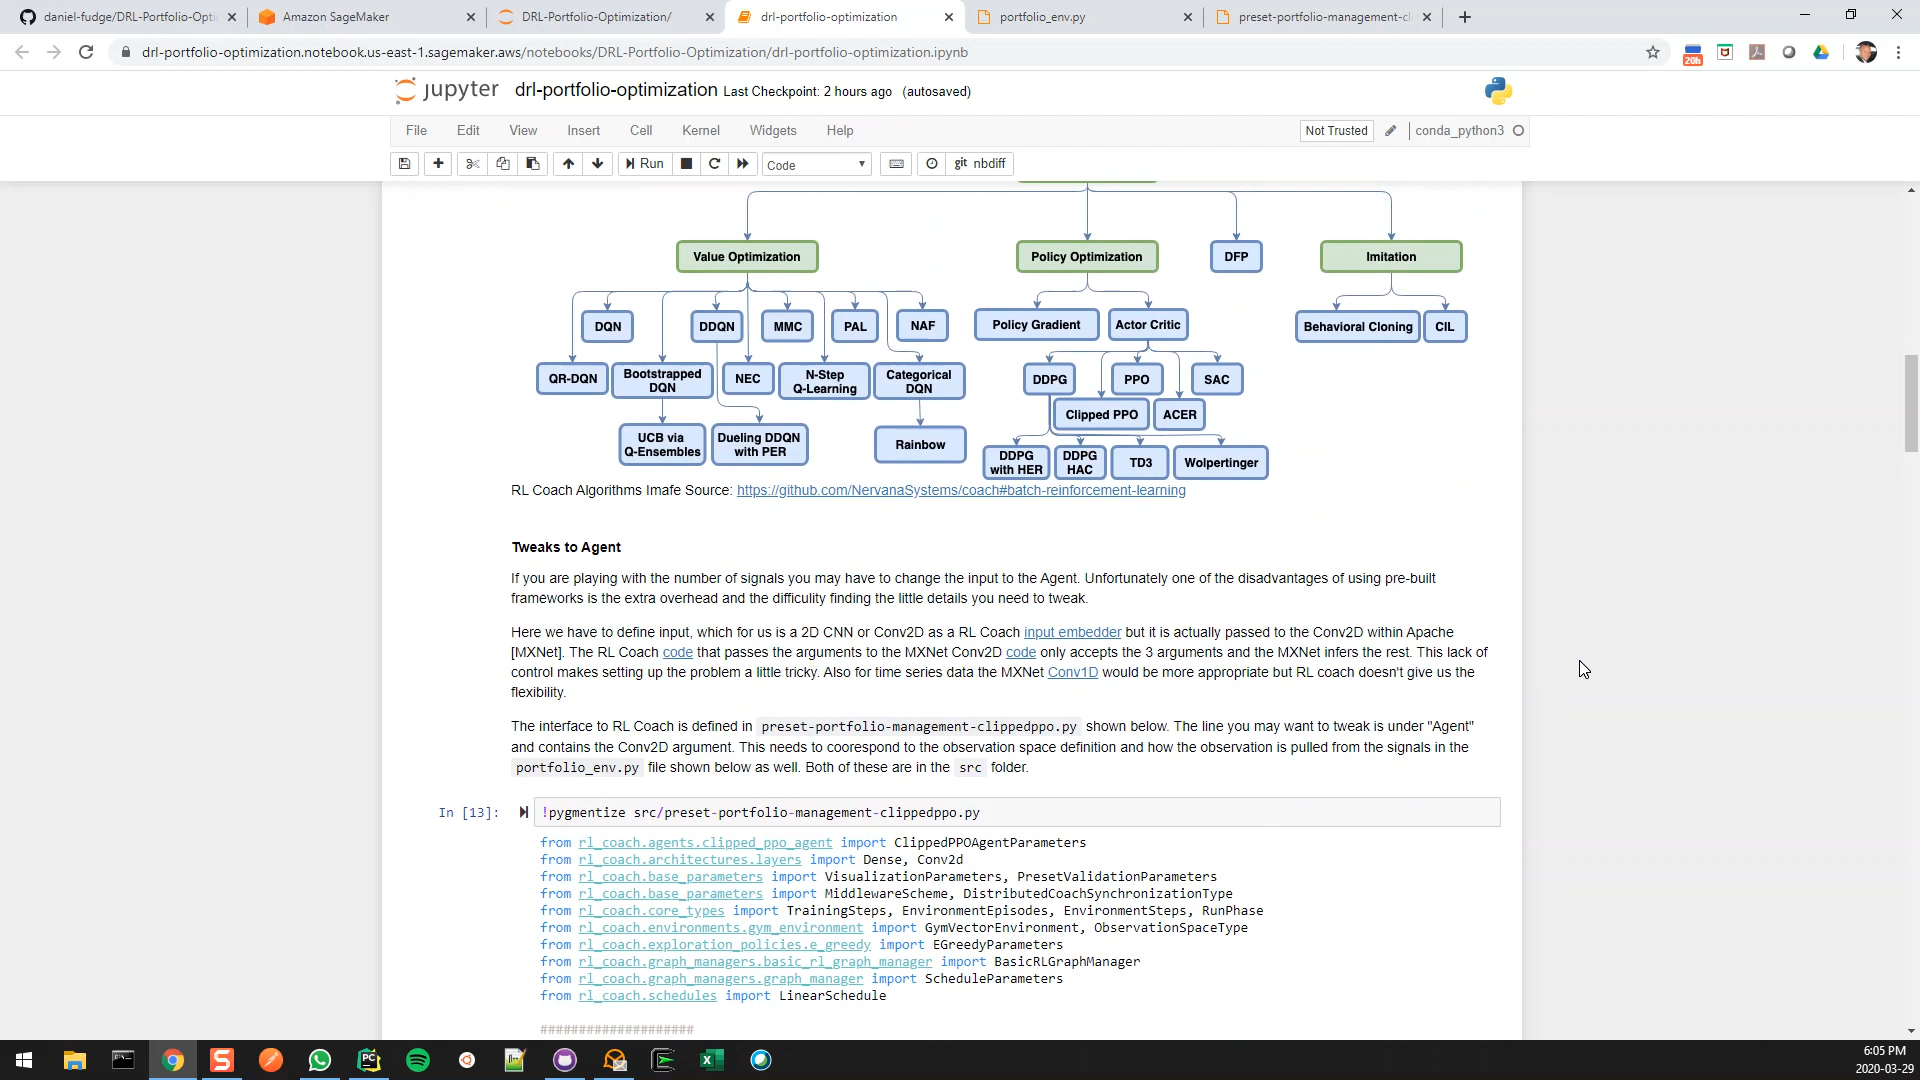 daniel-fudge/DRL-Portfolio-Opti
Amazon SageMaker
DRL-Portfolio-Optimization/
drl-portfolio-optimization
portfolio_env.py
preset-portfolio-management-cl
drl-portfolio-optimization.notebook.us-east-1.sagemaker.aws/notebooks/DRL-Portfolio-Optimization/drl-portfolio-optimization.ipynb
20h
jupyter drl-portfolio-optimization Last Checkpoint: 2 hours ago (autosaved)
File Edit View Insert Cell Kernel Widgets Help
Not Trusted
conda_python3
Run
Code
git nbdiff
Value Optimization
Policy Optimization
DFP
Imitation
DQN
DDQN
MMC
PAL
NAF
Policy Gradient
Actor Critic
Behavioral Cloning
CIL
QR-DQN
Bootstrapped
DQN
NEC
N-Step
Q-Learning
Categorical
DQN
DDPG
PPO
SAC
Clipped PPO
ACER
UCB via
Q-Ensembles
Dueling DDQN
with PER
Rainbow
DDPG
with HER
DDPG
HAC
TD3
Wolpertinger
RL Coach Algorithms Imafe Source: https://github.com/NervanaSystems/coach#batch-reinforcement-learning
Tweaks to Agent
If you are playing with the number of signals you may have to change the input to the Agent. Unfortunately one of the disadvantages of using pre-built
frameworks is the extra overhead and the difficulty finding the little details you need to tweak.
Here we have to define input, which for us is a 2D CNN or Conv2D as a RL Coach input embedder but it is actually passed to the Conv2D within Apache
[MXNet]. The RL Coach code that passes the arguments to the MXNet Conv2D code only accepts the 3 arguments and the MXNet infers the rest. This lack of
control makes setting up the problem a little tricky. Also for time series data the MXNet Conv1D would be more appropriate but RL coach doesn't give us the
flexibility.
The interface to RL Coach is defined in preset-portfolio-management-clippedppo.py shown below. The line you may want to tweak is under "Agent"
and contains the Conv2D argument. This needs to coorespond to the observation space definition and how the observation is pulled from the signals in the
portfolio_env.py file shown below as well. Both of these are in the src folder.
In [13]: !pygmentize src/preset-portfolio-management-clippedppo.py
from rl_coach.agents.clipped_ppo_agent import ClippedPPOAgentParameters
from rl_coach.architectures.layers import Dense, Conv2d
from rl_coach.base_parameters import VisualizationParameters, PresetValidationParameters
from rl_coach.base_parameters import MiddlewareScheme, DistributedCoachSynchronizationType
from rl_coach.core_types import TrainingSteps, EnvironmentEpisodes, EnvironmentSteps, RunPhase
from rl_coach.environments.gym_environment import GymVectorEnvironment, ObservationSpaceType
from rl_coach.exploration_policies.e_greedy import EGreedyParameters
from rl_coach.graph_managers.basic_rl_graph_manager import BasicRLGraphManager
from rl_coach.graph_managers.graph_manager import ScheduleParameters
from rl_coach.schedules import LinearSchedule
####################
6:05 PM
2020-03-29